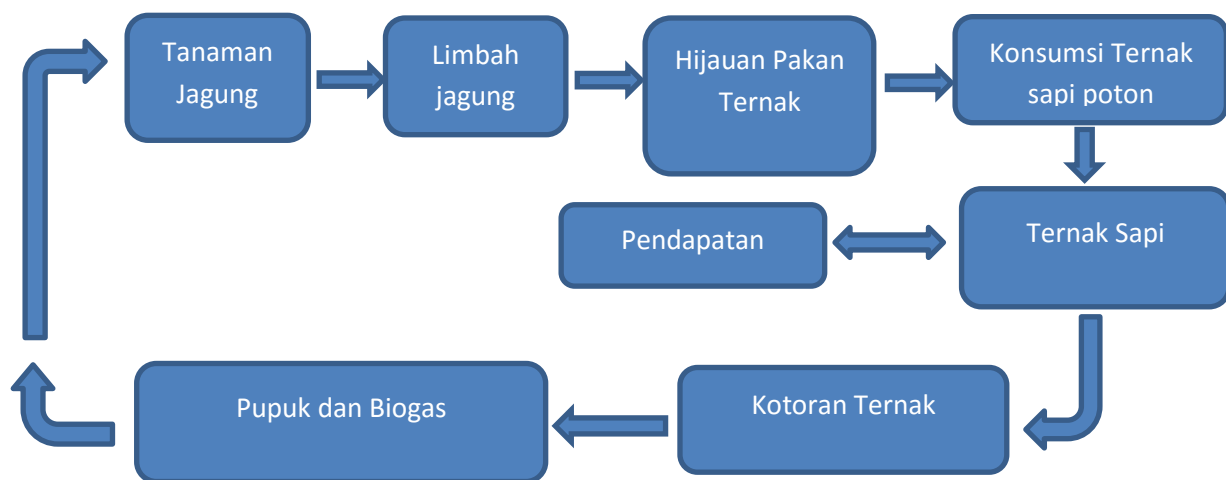 Tanaman
Jagung
Limbah
jagung
Hijauan Pakan
Ternak
Konsumsi Ternak
sapi poton
Pendapatan
Ternak Sapi
Pupuk dan Biogas
Kotoran Ternak